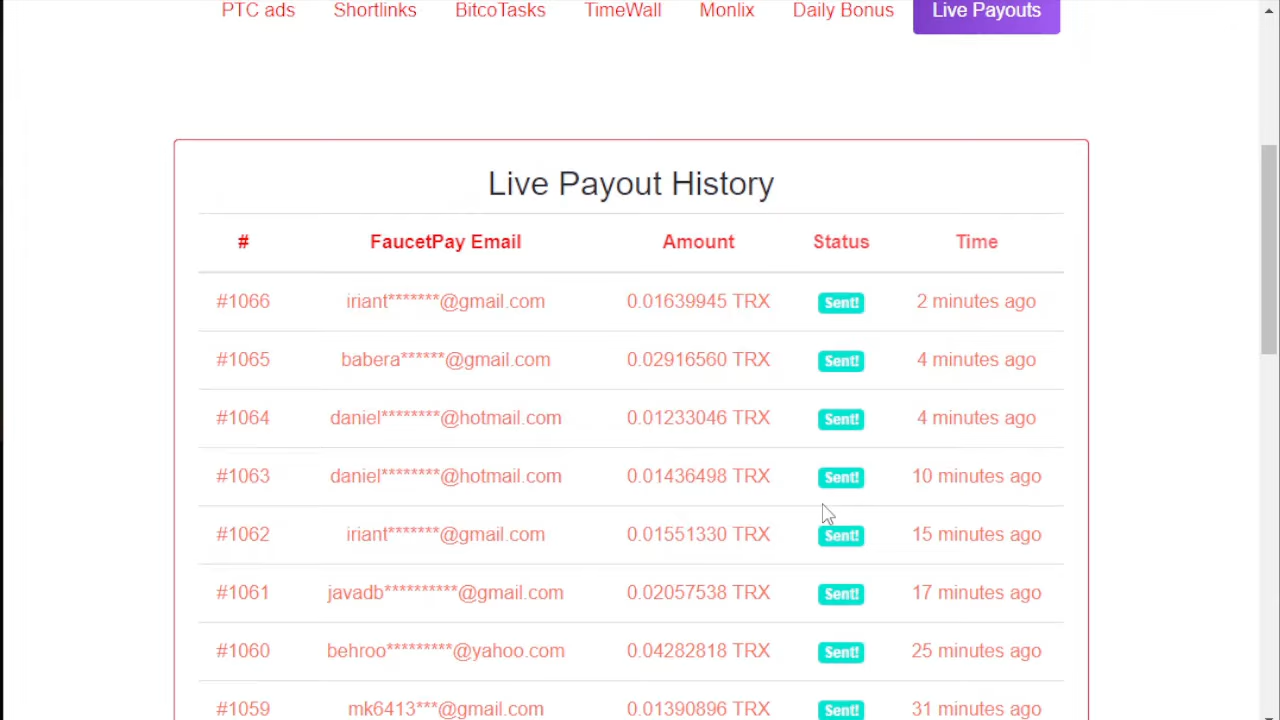 PTC ads Shortlinks BitcoTasks TimeWall Monlix Daily Bonus Live Payouts
Live Payout History
# FaucetPay Email Amount Status Time
#1066 iriant*******@gmail.com 0.01639945 TRX Sent! 2 minutes ago
#1065 babera******@gmail.com 0.02916560 TRX Sent! 4 minutes ago
#1064 daniel********@hotmail.com 0.01233046 TRX Sent! 4 minutes ago
#1063 daniel********@hotmail.com 0.01436498 TRX Sent! 10 minutes ago
#1062 iriant*******@gmail.com 0.01551330 TRX Sent! 15 minutes ago
#1061 javadb**********@gmail.com 0.02057538 TRX Sent! 17 minutes ago
#1060 behroo*********@yahoo.com 0.04282818 TRX Sent! 25 minutes ago
#1059 mk6413***@gmail.com 0.01390896 TRX Sent! 31 minutes ago